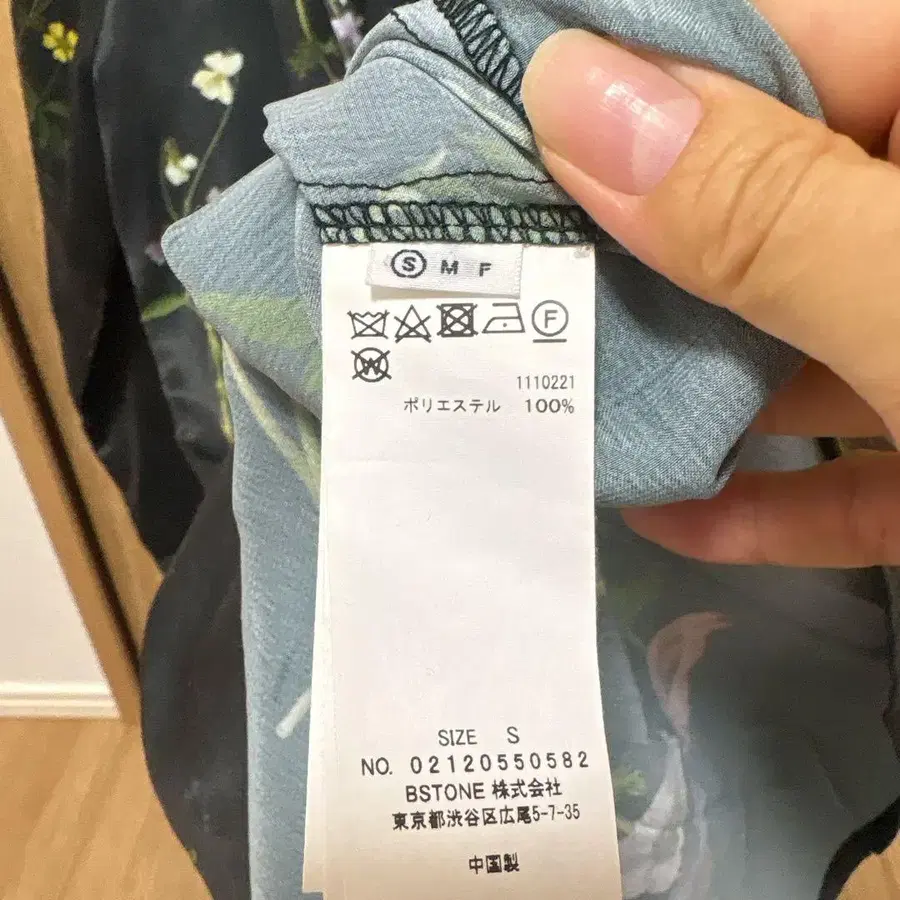 S M F
F
W
1110221
ポリエステル 100%
SIZE S
NO. 02120550582
BSTONE 株式会社
東京都渋谷区広尾5-7-35
中国製